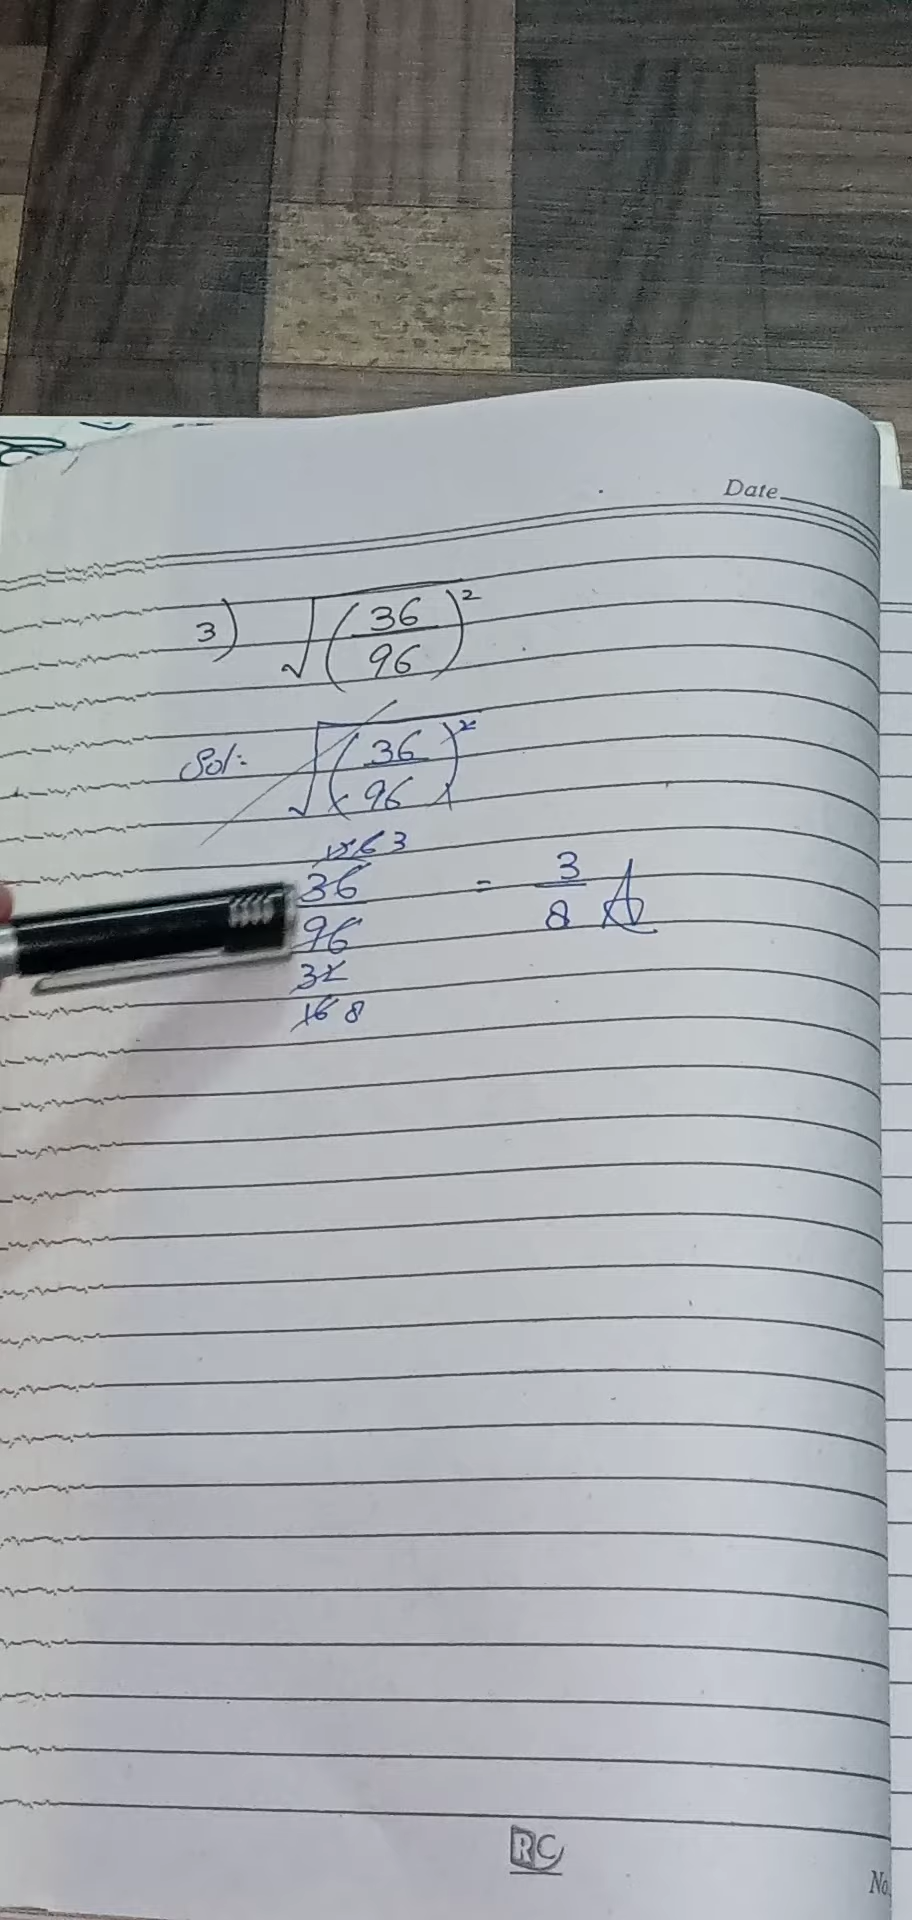 Date
3) √(36/96)²
Sol:- √(36/96)²
12 6 3
36/96 = 3/8 A
32
16 8
RC
No.